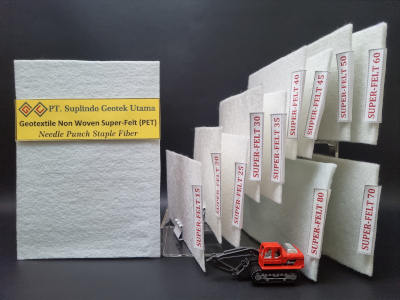 PT. Suplindo Geotek Utama
Geotextile Non Woven Super-Felt (PET)
Needle Punch Staple Fiber
SUPER-FELT 15
SUPER-FELT 20
SUPER-FELT 25
SUPER-FELT 30
SUPER-FELT 35
SUPER-FELT 40
SUPER-FELT 45
SUPER-FELT 50
SUPER-FELT 60
SUPER-FELT 80
SUPER-FELT 70